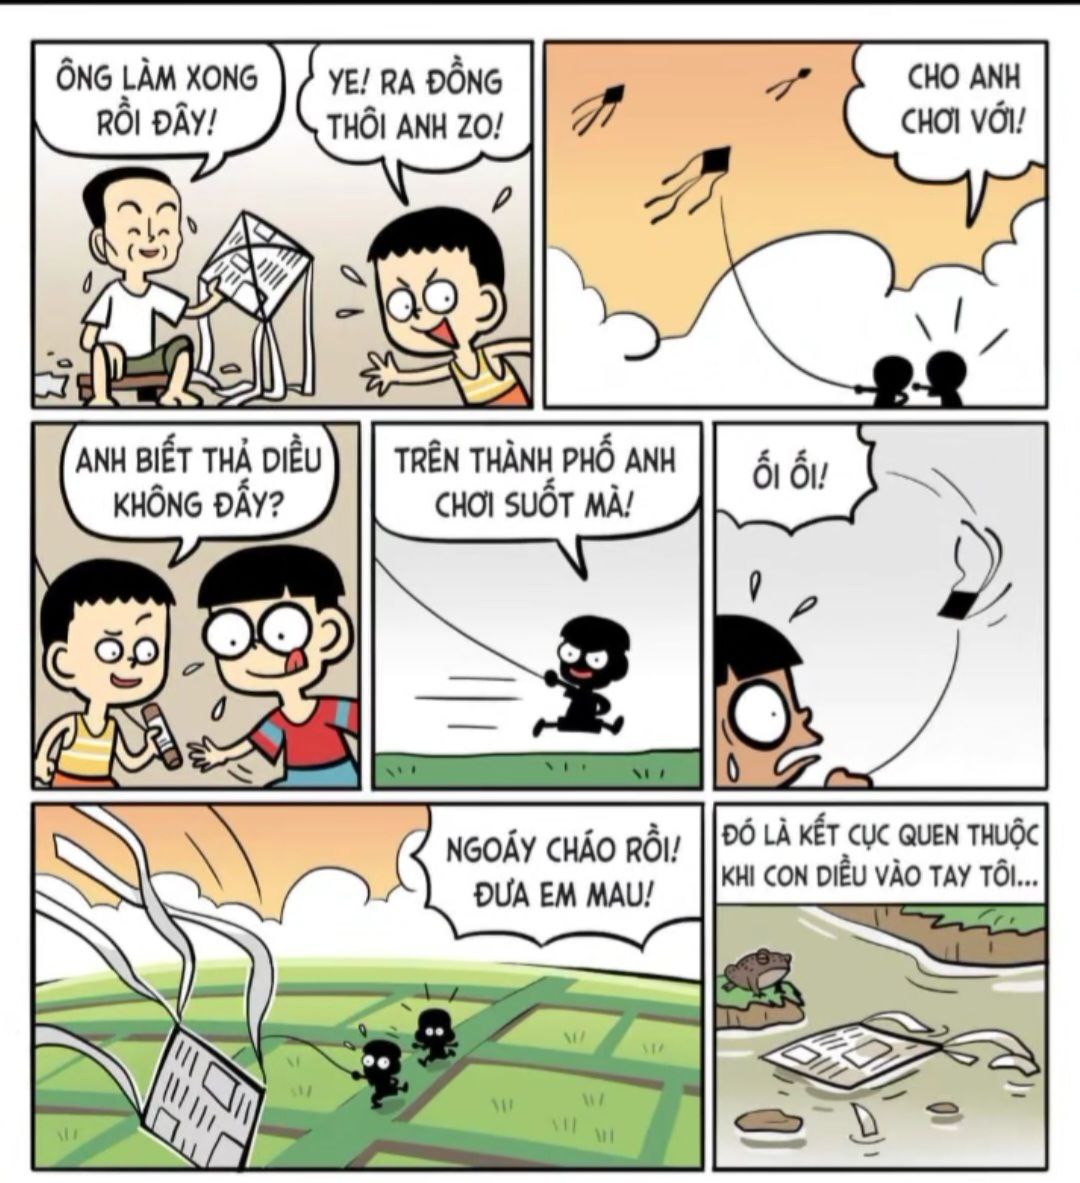 ÔNG LÀM XONG
RỒI ĐÂY!
YE! RA ĐỒNG
THÔI ANH ZO!
CHO ANH
CHƠI VỚI!
ANH BIẾT THẢ DIỀU
KHÔNG ĐẤY?
TRÊN THÀNH PHỐ ANH
CHƠI SUỐT MÀ!
ỐI ỐI!
NGOÁY CHÁO RỒI!
ĐƯA EM MAU!
ĐÓ LÀ KẾT CỤC QUEN THUỘC
KHI CON DIỀU VÀO TAY TÔI...